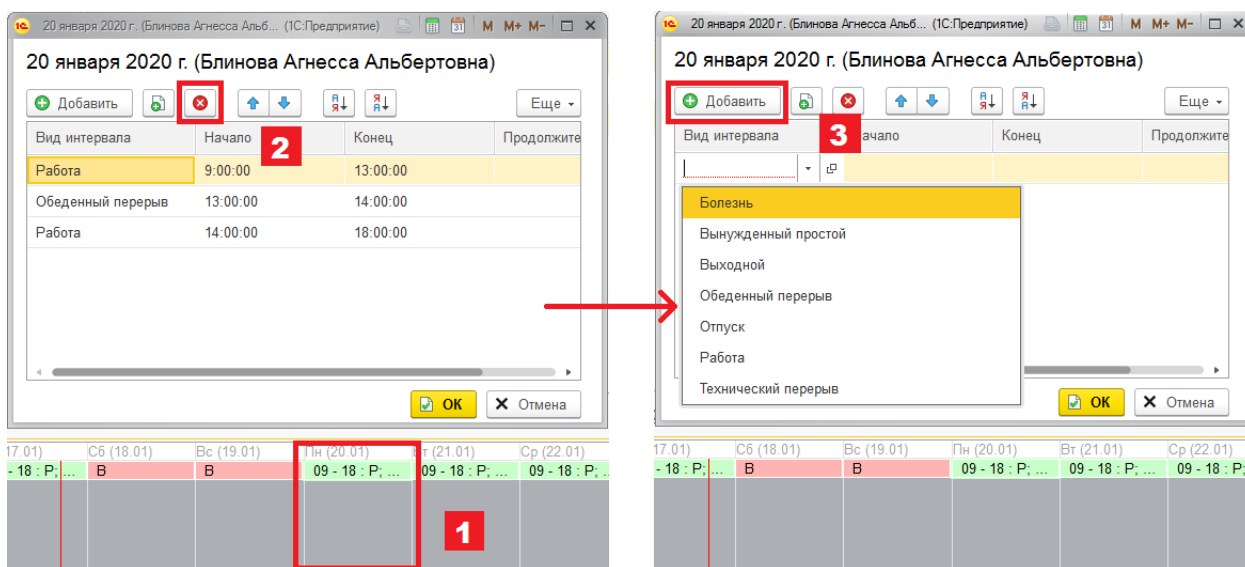 20 января 2020 г. (Блинова Агнесса Альб... (1С:Предприятие) 31 M M+ M-
20 января 2020 г. (Блинова Агнесса Альбертовна)
Добавить Еще
Вид интервала Начало Конец Продолжите
2
Работа 9:00:00 13:00:00
Обеденный перерыв 13:00:00 14:00:00
Работа 14:00:00 18:00:00
ОК Отмена
17.01) Сб (18.01) Вс (19.01) Пн (20.01) Вт (21.01) Ср (22.01)
- 18 : Р; ... В В 09 - 18 : Р; ... 09 - 18 : Р; ... 09 - 18 : Р; ...
1
20 января 2020 г. (Блинова Агнесса Альб... (1С:Предприятие) 31 M M+ M-
20 января 2020 г. (Блинова Агнесса Альбертовна)
Добавить Еще
Вид интервала 3 ачало Конец Продолжите
Болезнь
Вынужденный простой
Выходной
Обеденный перерыв
Отпуск
Работа
Технический перерыв
ОК Отмена
17.01) Сб (18.01) Вс (19.01) Пн (20.01) Вт (21.01) Ср (22.01)
- 18 : Р; ... В В 09 - 18 : Р; ... 09 - 18 : Р; ... 09 - 18 : Р;